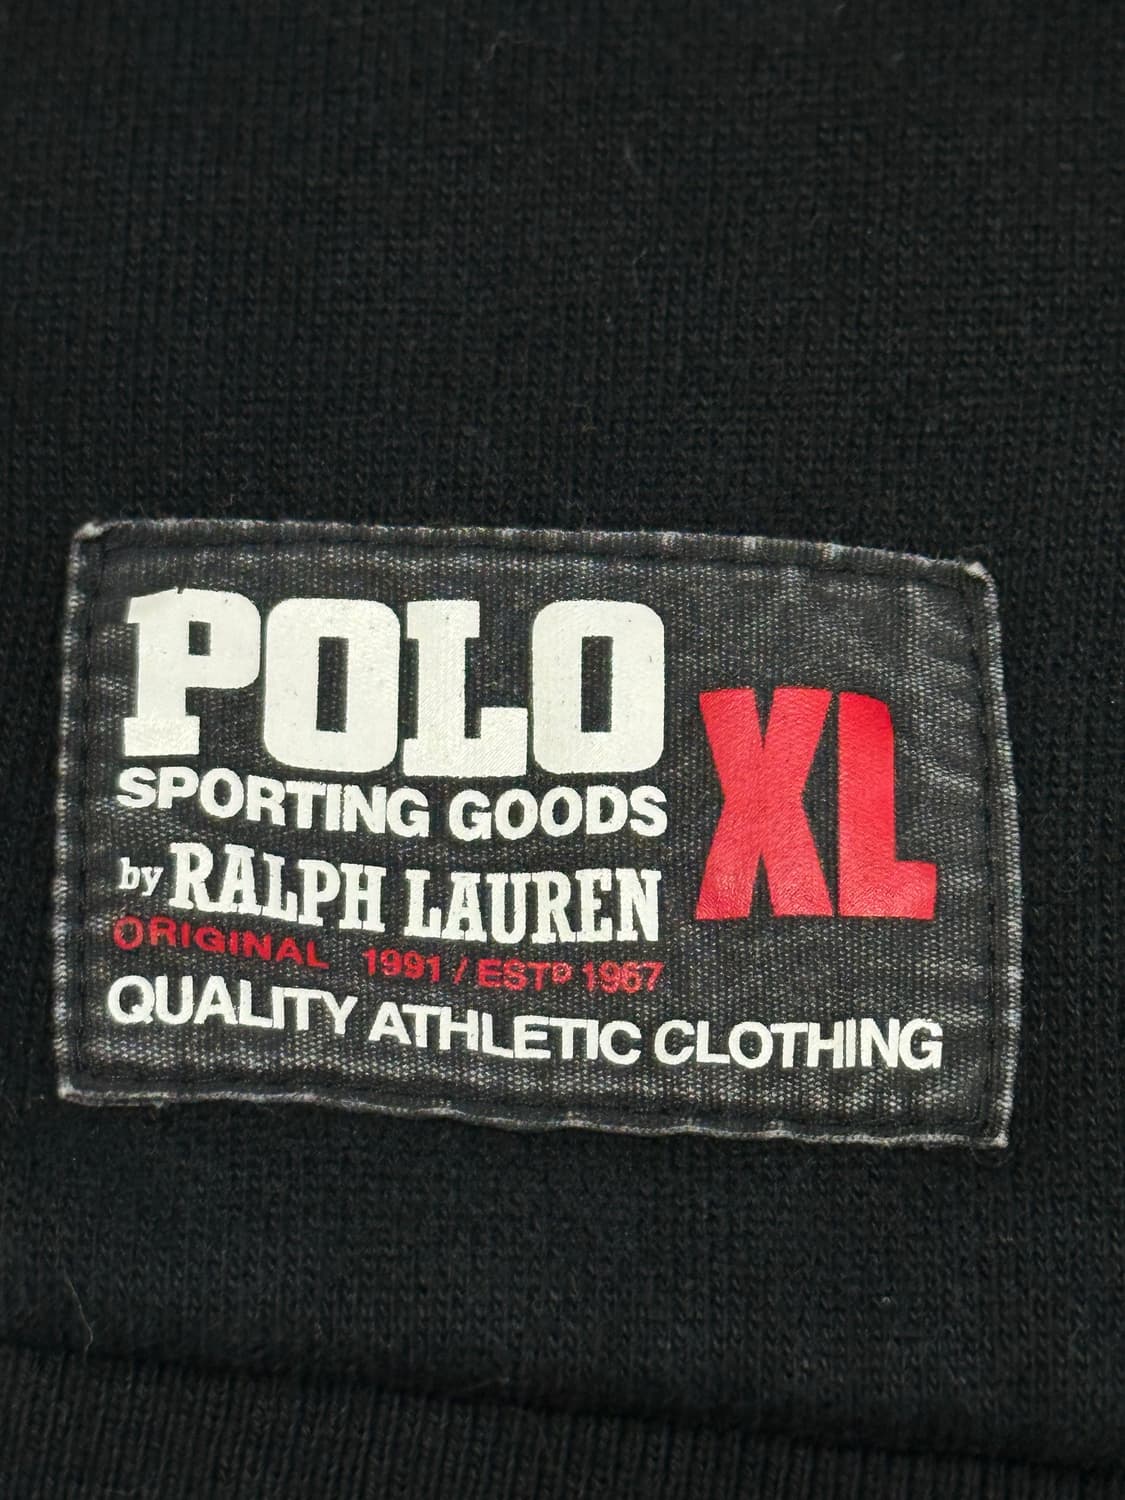 POLO
XL
SPORTING GOODS
by RALPH LAUREN
ORIGINAL 1991 / ESTD 1967
QUALITY ATHLETIC CLOTHING